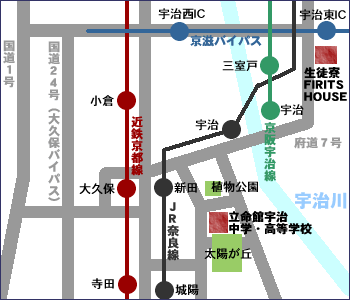 宇治西IC
宇治東IC
京滋バイパス
国道1号
国道24号(大久保バイパス)
三室戸
生徒寮
FIRITS
HOUSE
小倉
近鉄京都線
宇治
京阪宇治線
宇治
府道7号
大久保
新田
植物公園
宇治川
JR奈良線
立命館宇治
中学・高等学校
太陽が丘
寺田
城陽